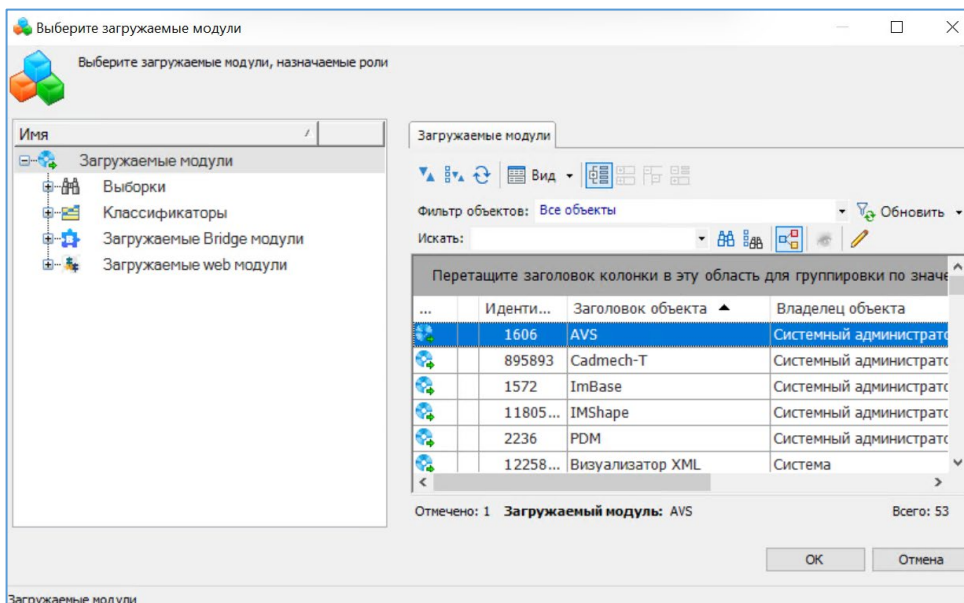 Выберите загружаемые модули
Выберите загружаемые модули, назначаемые роли
Имя
Загружаемые модули
Выборки
Классификаторы
Загружаемые Bridge модули
Загружаемые web модули
Загружаемые модули
Вид
Фильтр объектов: Все объекты Обновить
Искать:
Перетащите заголовок колонки в эту область для группировки по значе
... Иденти... Заголовок объекта Владелец объекта
1606 AVS Системный администрато
895893 Cadmech-T Системный администрато
1572 ImBase Системный администрато
11805... IMShape Системный администрато
2236 PDM Системный администрато
12258... Визуализатор XML Система
Отмечено: 1 Загружаемый модуль: AVS Всего: 53
ОК Отмена
Загружаемые модули